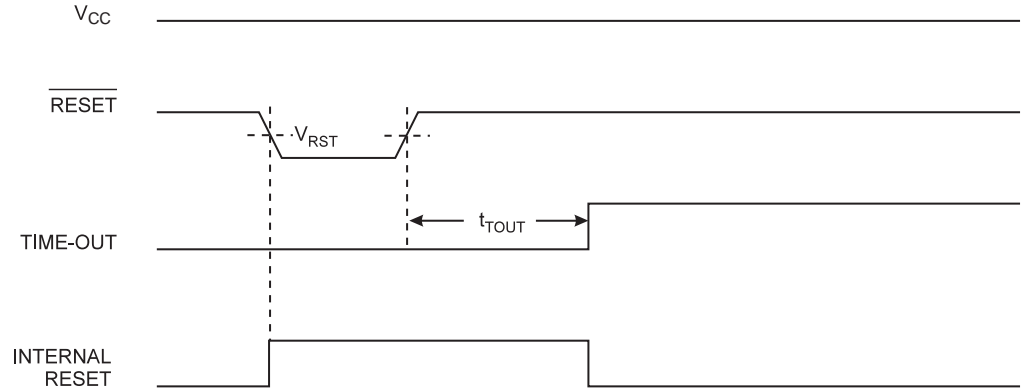 VCC
RESET
VRST
tTOUT
TIME-OUT
INTERNAL
RESET